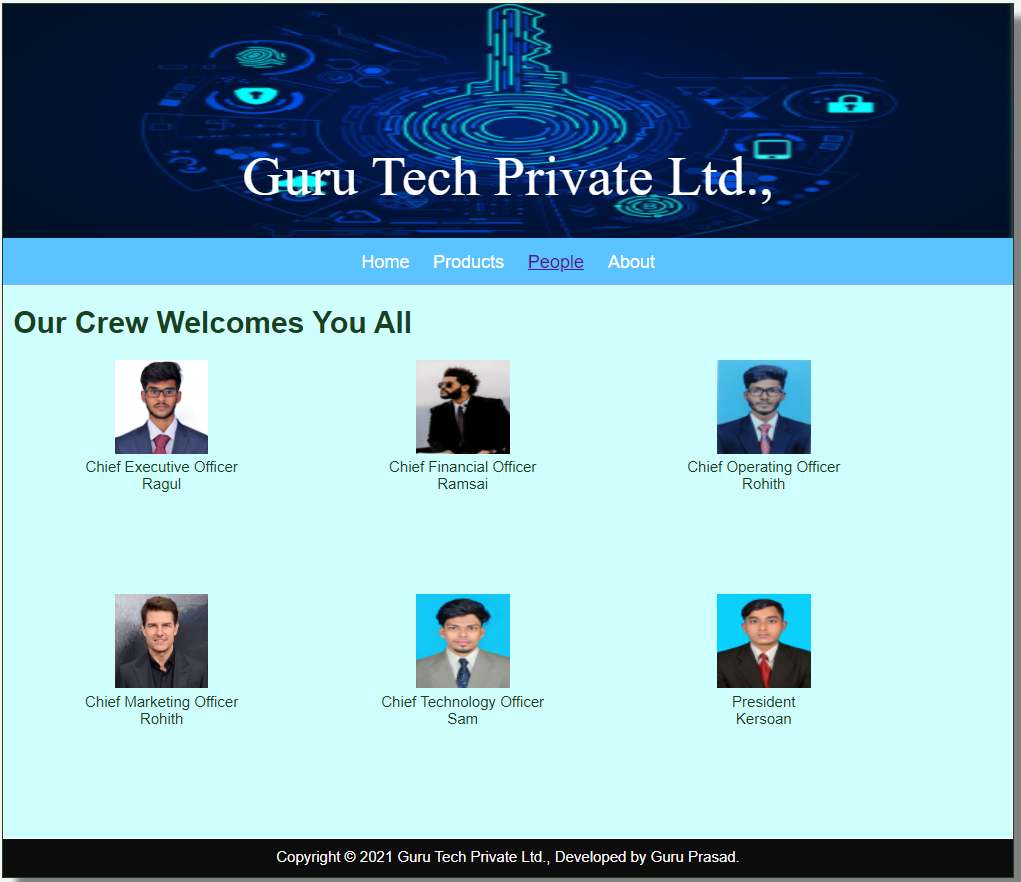 Guru Tech Private Ltd.,
Home Products People About
Our Crew Welcomes You All
Chief Executive Officer
Ragul
Chief Financial Officer
Ramsai
Chief Operating Officer
Rohith
Chief Marketing Officer
Rohith
Chief Technology Officer
Sam
President
Kersoan
Copyright © 2021 Guru Tech Private Ltd., Developed by Guru Prasad.